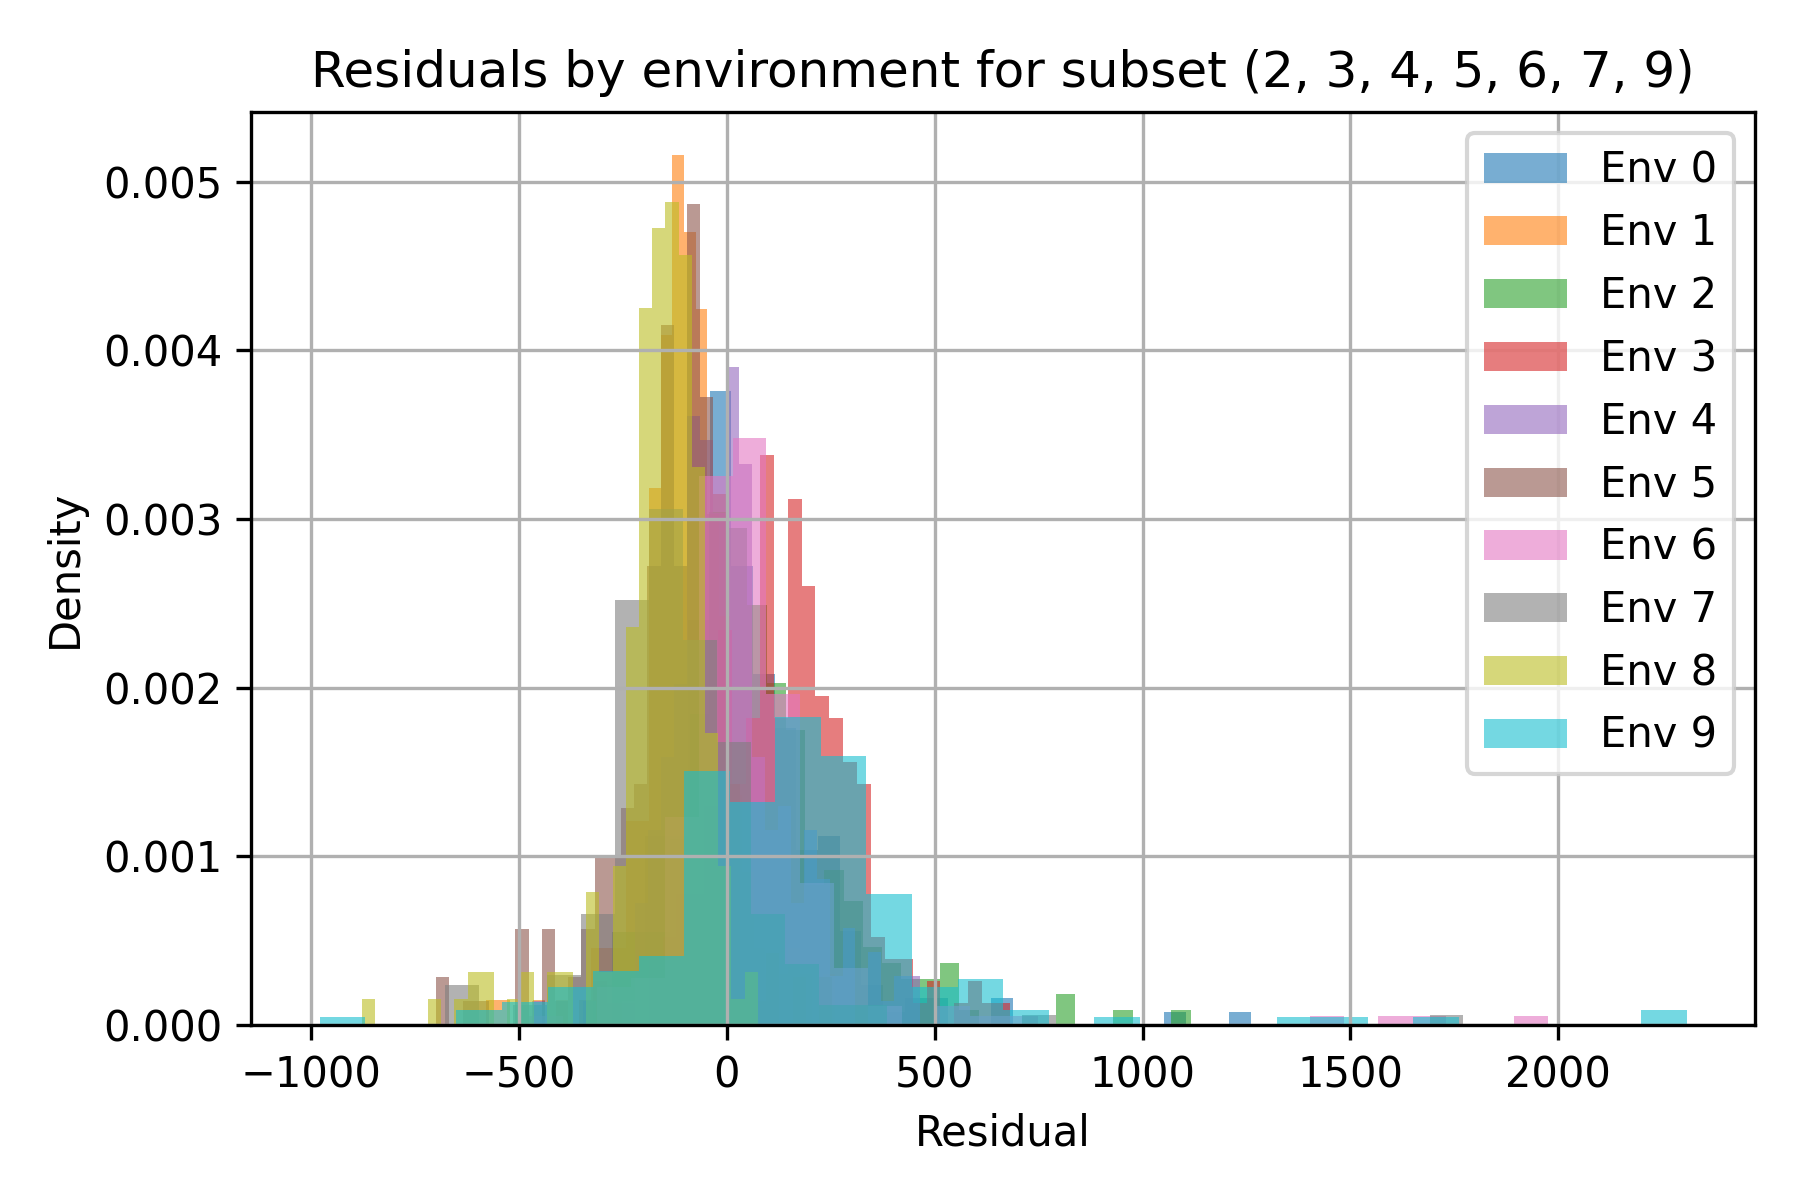 Residuals by environment for subset (2, 3, 4, 5, 6, 7, 9)
0.005
0.004
0.003
0.002
0.001
0.000
Density
−1000
−500
0
500
1000
1500
2000
Residual
Env 0
Env 1
Env 2
Env 3
Env 4
Env 5
Env 6
Env 7
Env 8
Env 9